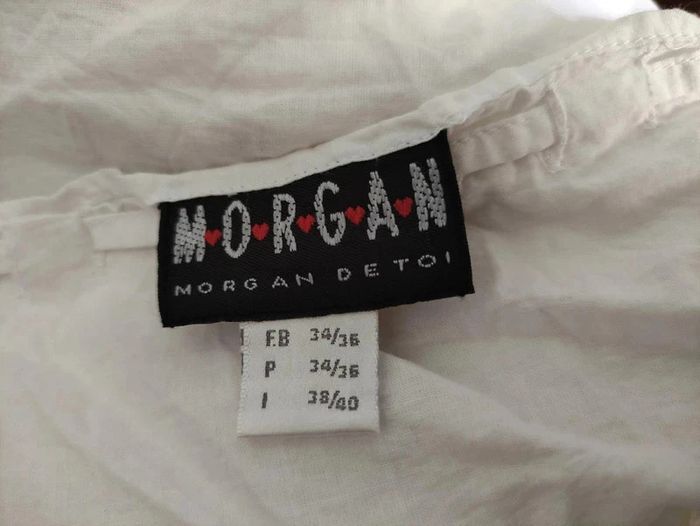 M♥O♥R♥G♥A♥N
MORGAN DE TOI
F.B 34/36
P 34/36
I 38/40